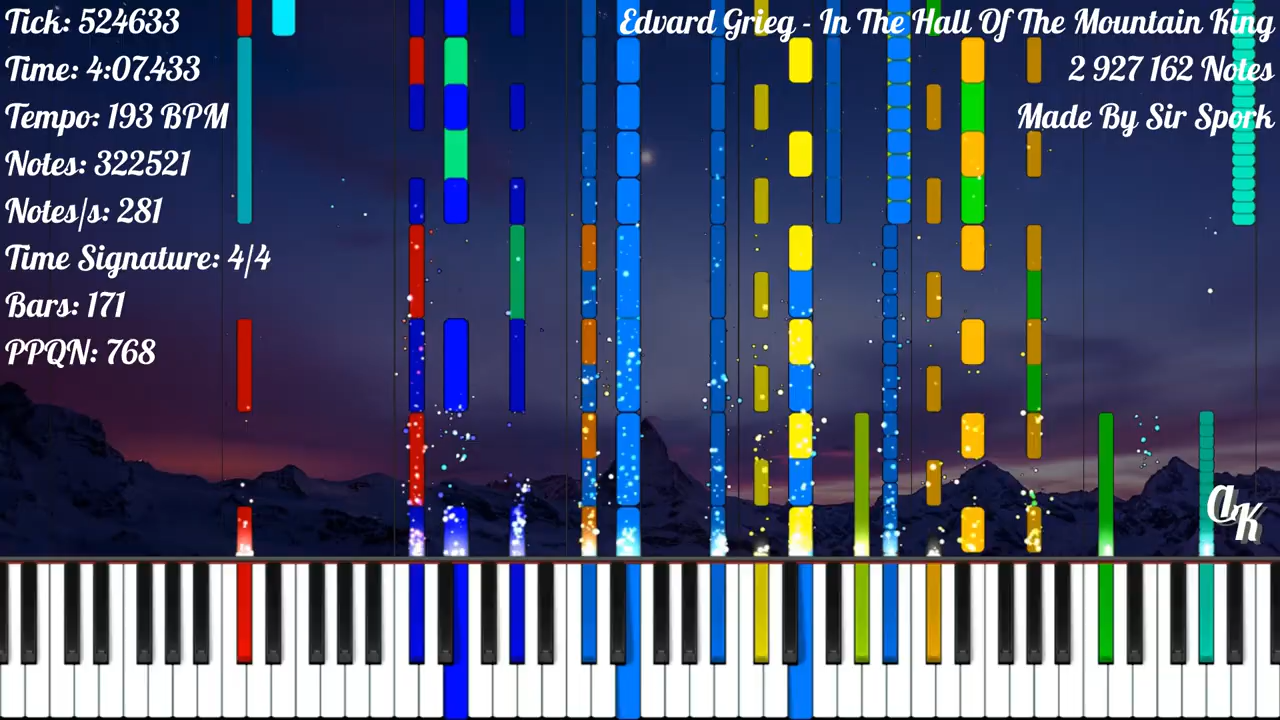 Tick: 524633
Time: 4:07.433
Tempo: 193 BPM
Notes: 322521
Notes/s: 281
Time Signature: 4/4
Bars: 171
PPQN: 768
Edvard Grieg - In The Hall Of The Mountain King
2 927 162 Notes
Made By Sir Spork
AK